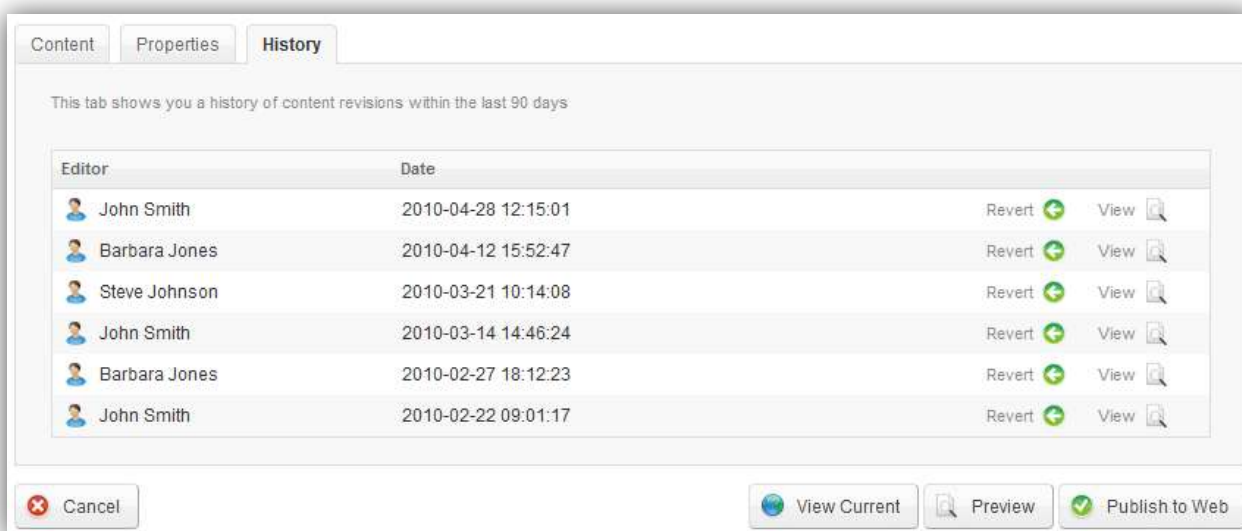 Content Properties History
This tab shows you a history of content revisions within the last 90 days
Editor Date
John Smith 2010-04-28 12:15:01 Revert View
Barbara Jones 2010-04-12 15:52:47 Revert View
Steve Johnson 2010-03-21 10:14:08 Revert View
John Smith 2010-03-14 14:46:24 Revert View
Barbara Jones 2010-02-27 18:12:23 Revert View
John Smith 2010-02-22 09:01:17 Revert View
Cancel View Current Preview Publish to Web